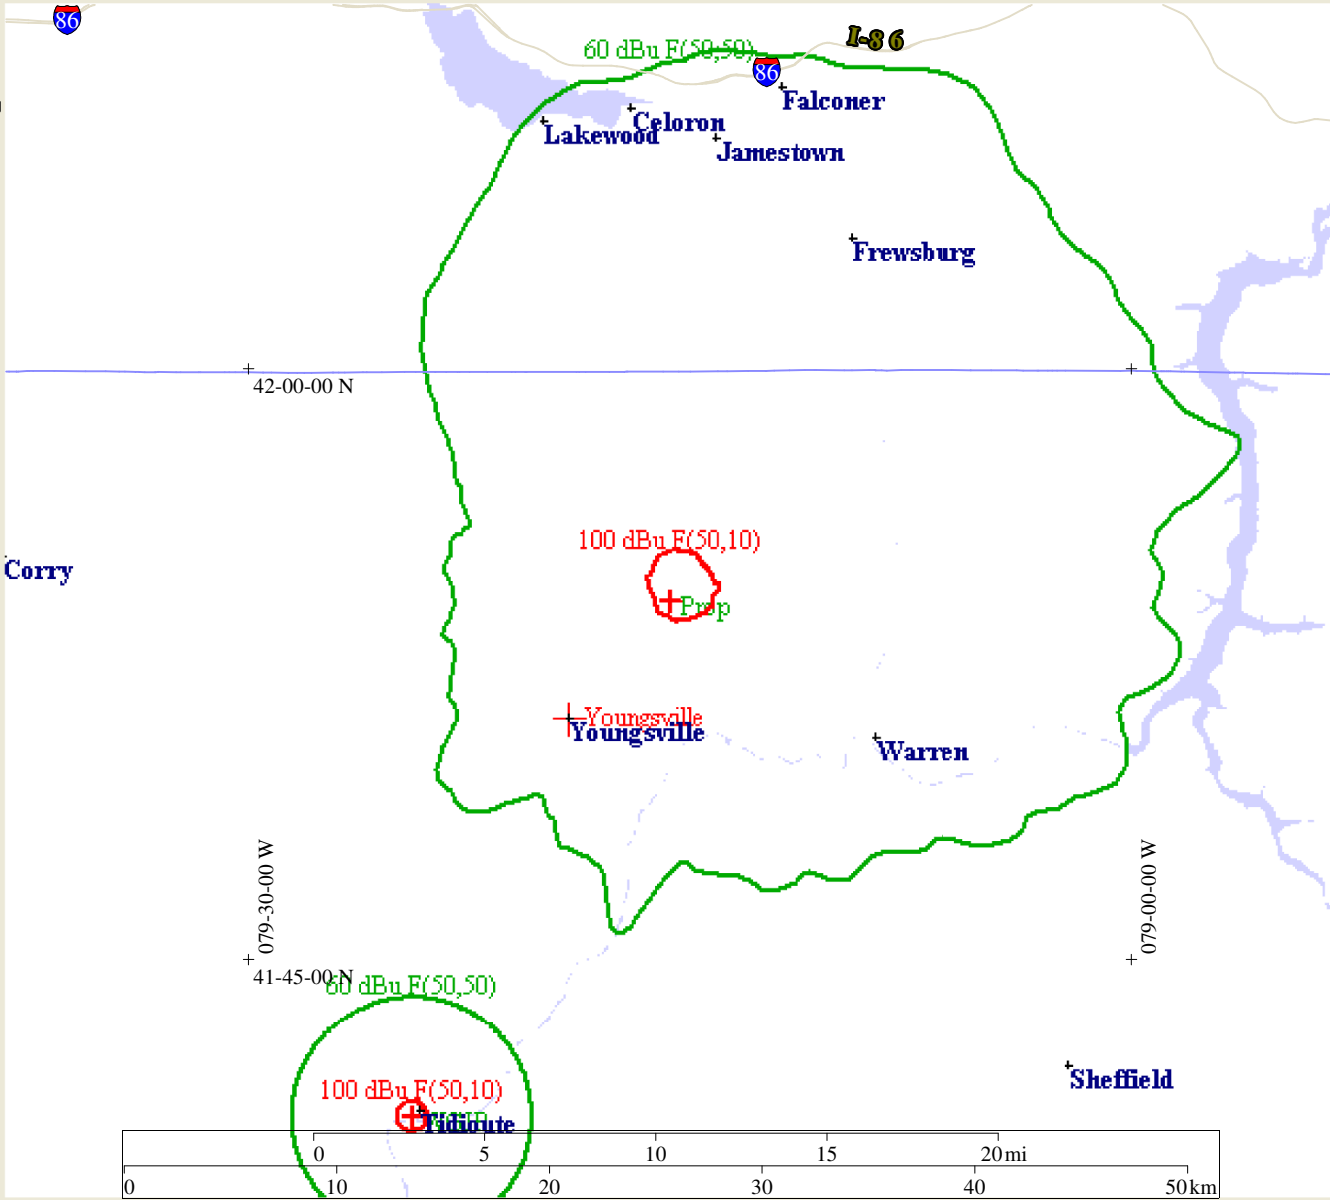 86
I-86
60 dBu F(50,50)
86
Falconer
Celoron
Lakewood
Jamestown
Frewsburg
42-00-00 N
100 dBu F(50,10)
Corry
Prop
Youngsville
Youngsville
Warren
079-30-00 W
079-00-00 W
41-45-00 N
60 dBu F(50,50)
Sheffield
100 dBu F(50,10)
Tidioute
0 5 10 15 20 mi
0 10 20 30 40 50 km